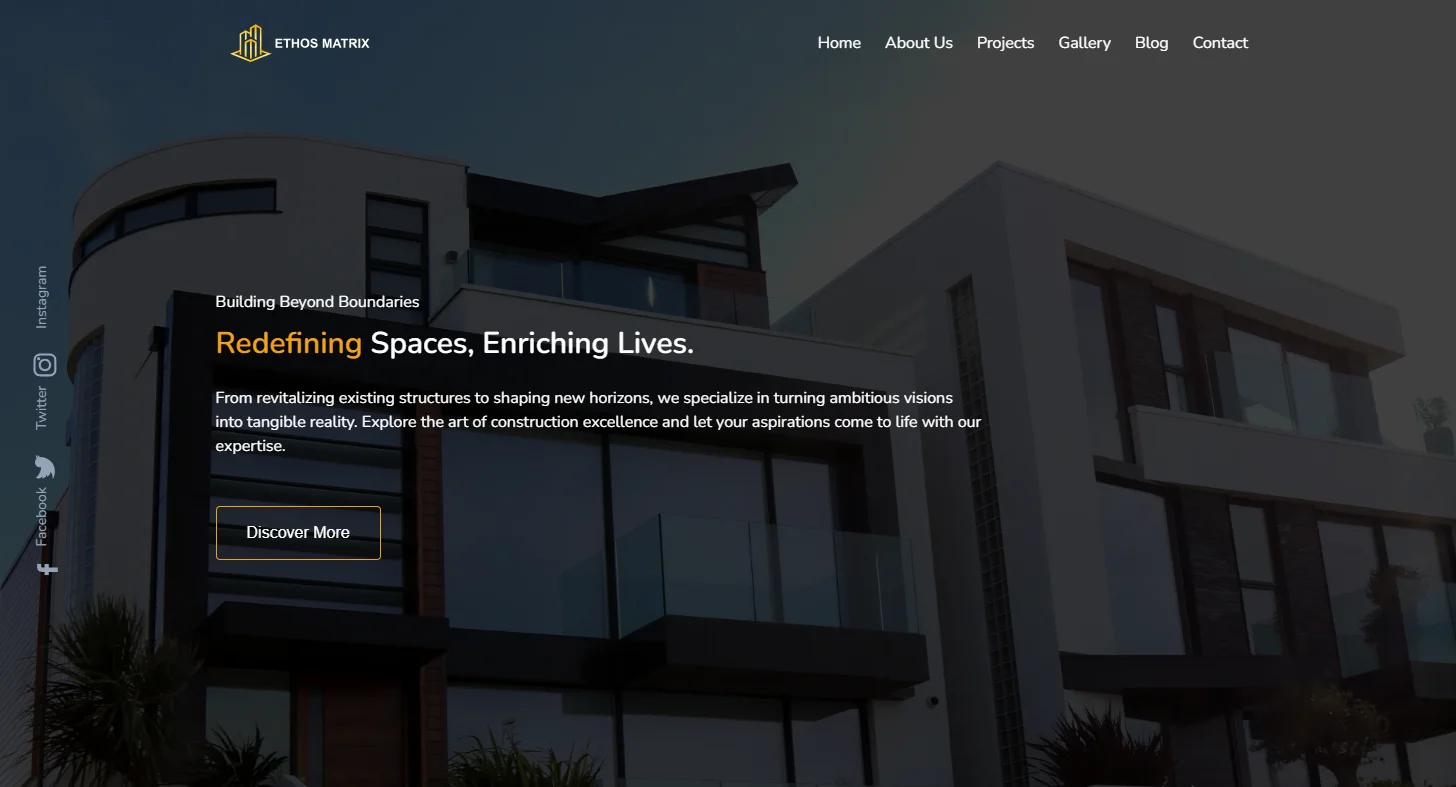 ETHOS MATRIX
Home About Us Projects Gallery Blog Contact
Instagram
Twitter
Facebook
Building Beyond Boundaries
Redefining Spaces, Enriching Lives.
From revitalizing existing structures to shaping new horizons, we specialize in turning ambitious visions
into tangible reality. Explore the art of construction excellence and let your aspirations come to life with our
expertise.
Discover More